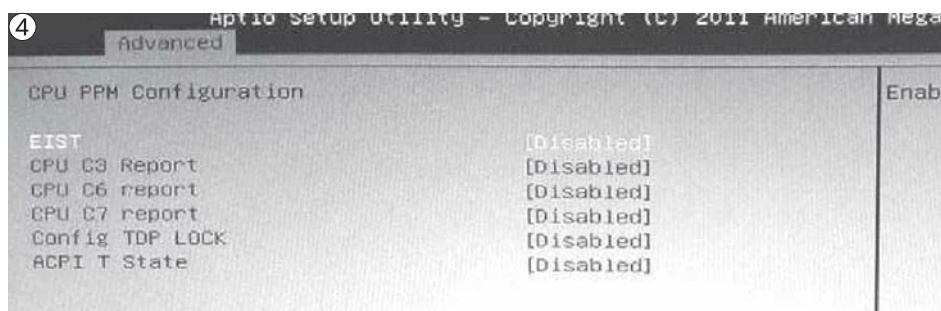 ④
Aptio Setup Utility – Copyright (C) 2011 American Mega
Advanced
CPU PPM Configuration
Enab
EIST [Disabled]
CPU C3 Report [Disabled]
CPU C6 report [Disabled]
CPU C7 report [Disabled]
Config TDP LOCK [Disabled]
ACPI T State [Disabled]